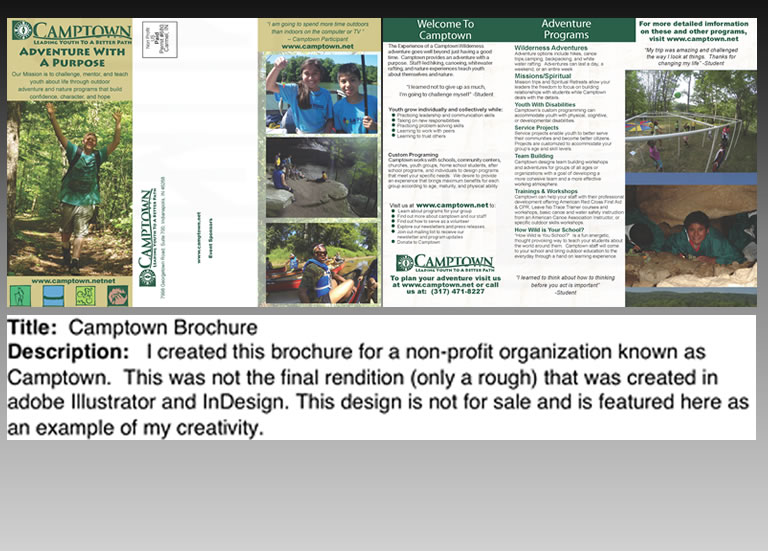 CAMPTOWN
LEADING YOUTH TO A BETTER PATH
ADVENTURE WITH
A PURPOSE
Our Mission is to challenge, mentor, and teach
youth about life through outdoor
adventure and nature programs that build
confidence, character, and hope
www.camptown.netnet
Non Profit
US
Paid
CAMPTOWN
LEADING YOUTH TO A BETTER PATH
www.camptown.net
Event Sponsors
"I am going to spend more time outdoors
than indoors on the computer or TV "
– Camptown Participant
www.camptown.net
Welcome To
Camptown
The Experience of a Camptown Wilderness
adventure goes well beyond just having a good
time. Camptown provides an adventure with a
purpose. Staff-led hiking, canoeing, whitewater
rafting, and nature experiences teach youth
about themselves and nature.
"I learned not to give up as much,
I'm going to challenge myself" -Student
Youth grow individually and collectively while:
Practicing leadership and communication skills
Taking on new responsibilities
Practicing problem solving skills
Learning to work with peers
Learning to trust others
Custom Programing
Camptown works with schools, community centers,
churches, youth groups, home school students, after
school programs, and individuals to design programs
that meet your specific needs. We desire to provide
an experience that brings maximum benefits for each
group according to age, maturity, and physical ability
Visit us at www.camptown.net to:
Learn about programs for your group
Find out more about camptown and our staff
Find out how to serve as a volunteer
Explore our newsletters and press releases
Join our mailing list to receive our
newsletter and program updates
Donate to Camptown
CAMPTOWN
LEADING YOUTH TO A BETTER PATH
To plan your adventure visit us
at www.camptown.net or call
us at: (317) 471-8227
Adventure
Programs
Wilderness Adventures
Adventure options include hikes, canoe
trips, camping, backpacking, and white
water rafting. Adventures can last a day, a
weekend, or an entire week
Missions/Spiritual
Mission trips and Spiritual Retreats allow your
leaders the freedom to focus on building
relationships with students while Camptown
deals with the details.
Youth With Disabilities
Camptown's custom programming can
accommodate youth with physical, cognitive,
or developmental disabilities.
Service Projects
Service projects enable youth to better serve
their communities and become better citizens.
Projects are customized to accommodate your
group's age and skill levels
Team Building
Camptown designs team building workshops
and adventures for groups of all ages or
organizations with a goal of developing a
more cohesive team and a more effective
working atmosphere
Trainings & Workshops
Camptown can help your staff with their professional
development offering American Red Cross First Aid
& CPR, Leave No Trace Trainer courses and
workshops, basic canoe and water safety instruction
from an American Canoe Association instructor, or
specific outdoor skills workshops.
How Wild is Your School?
"How Wild is You School?" is a fun energetic,
thought provoking way to teach your students about
the world around them. Camptown staff will come
to your school and bring outdoor education to the
everyday through a hand on learning experience
"I learned to think about how to thinking
before you act is important"
-Student
For more detailed imformation
on these and other programs,
visit www.camptown.net
"My trip was amazing and challenged
the way I look at things. Thanks for
changing my life" -Student
Title: Camptown Brochure
Description: I created this brochure for a non-profit organization known as
Camptown. This was not the final rendition (only a rough) that was created in
adobe Illustrator and InDesign. This design is not for sale and is featured here as
an example of my creativity.